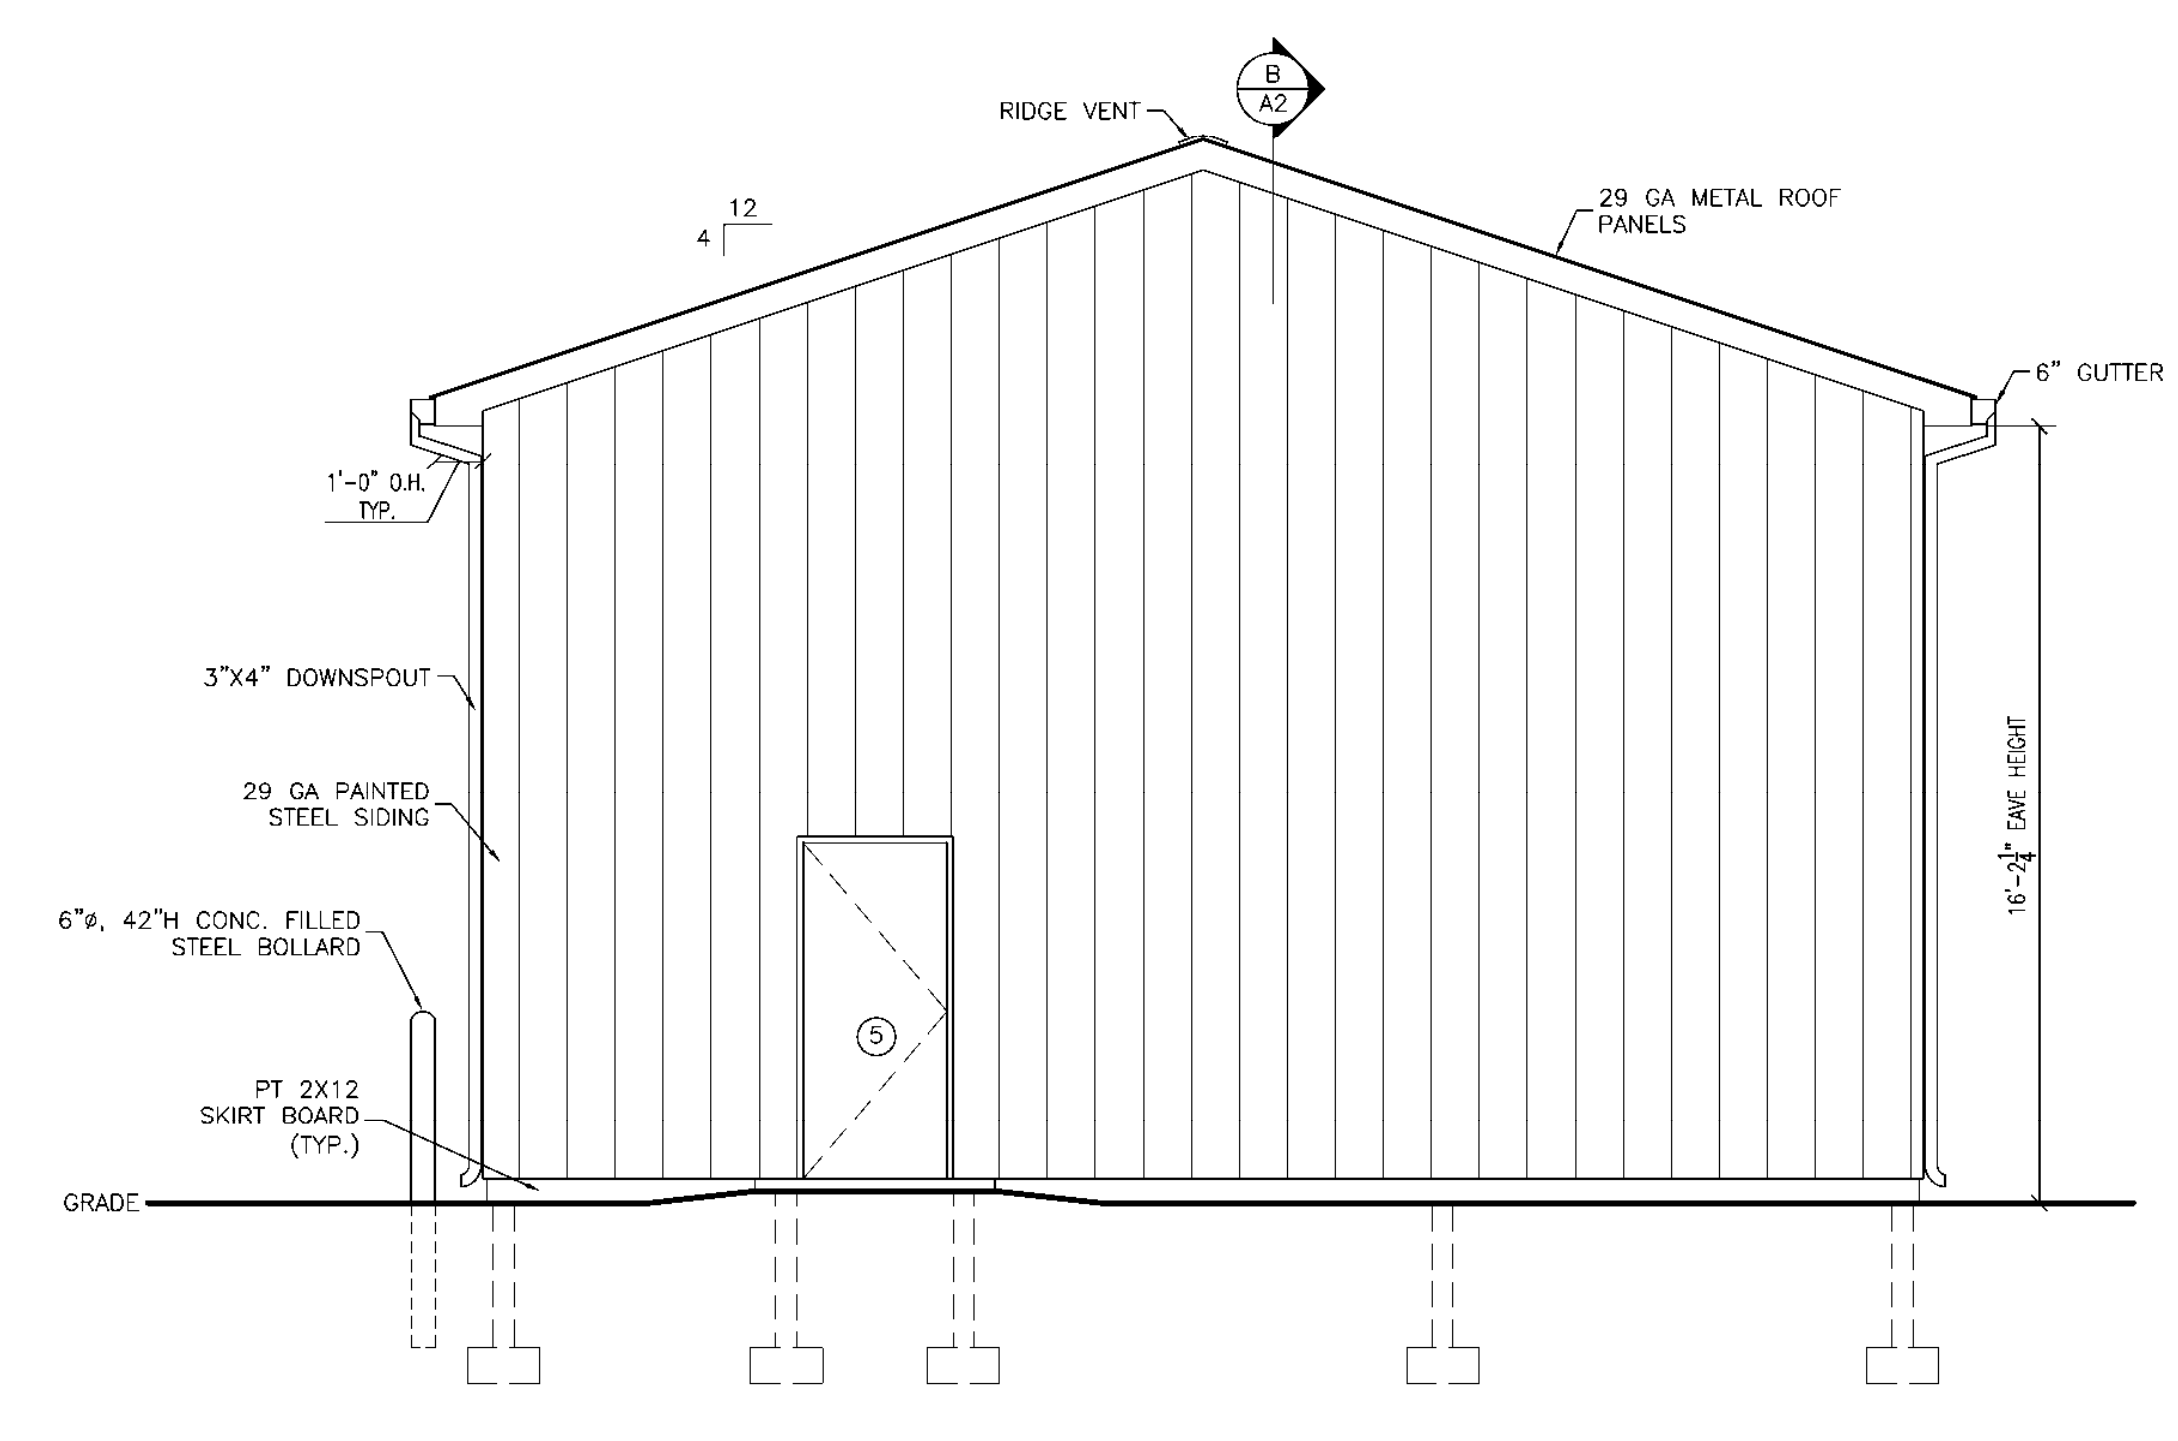 B
A2
RIDGE VENT
12
4
29 GA METAL ROOF
PANELS
6" GUTTER
1'-0" O.H.
TYP.
3"X4" DOWNSPOUT
29 GA PAINTED
STEEL SIDING
16'-2 1/4" EAVE HEIGHT
6"ø, 42"H CONC. FILLED
STEEL BOLLARD
5
PT 2X12
SKIRT BOARD
(TYP.)
GRADE